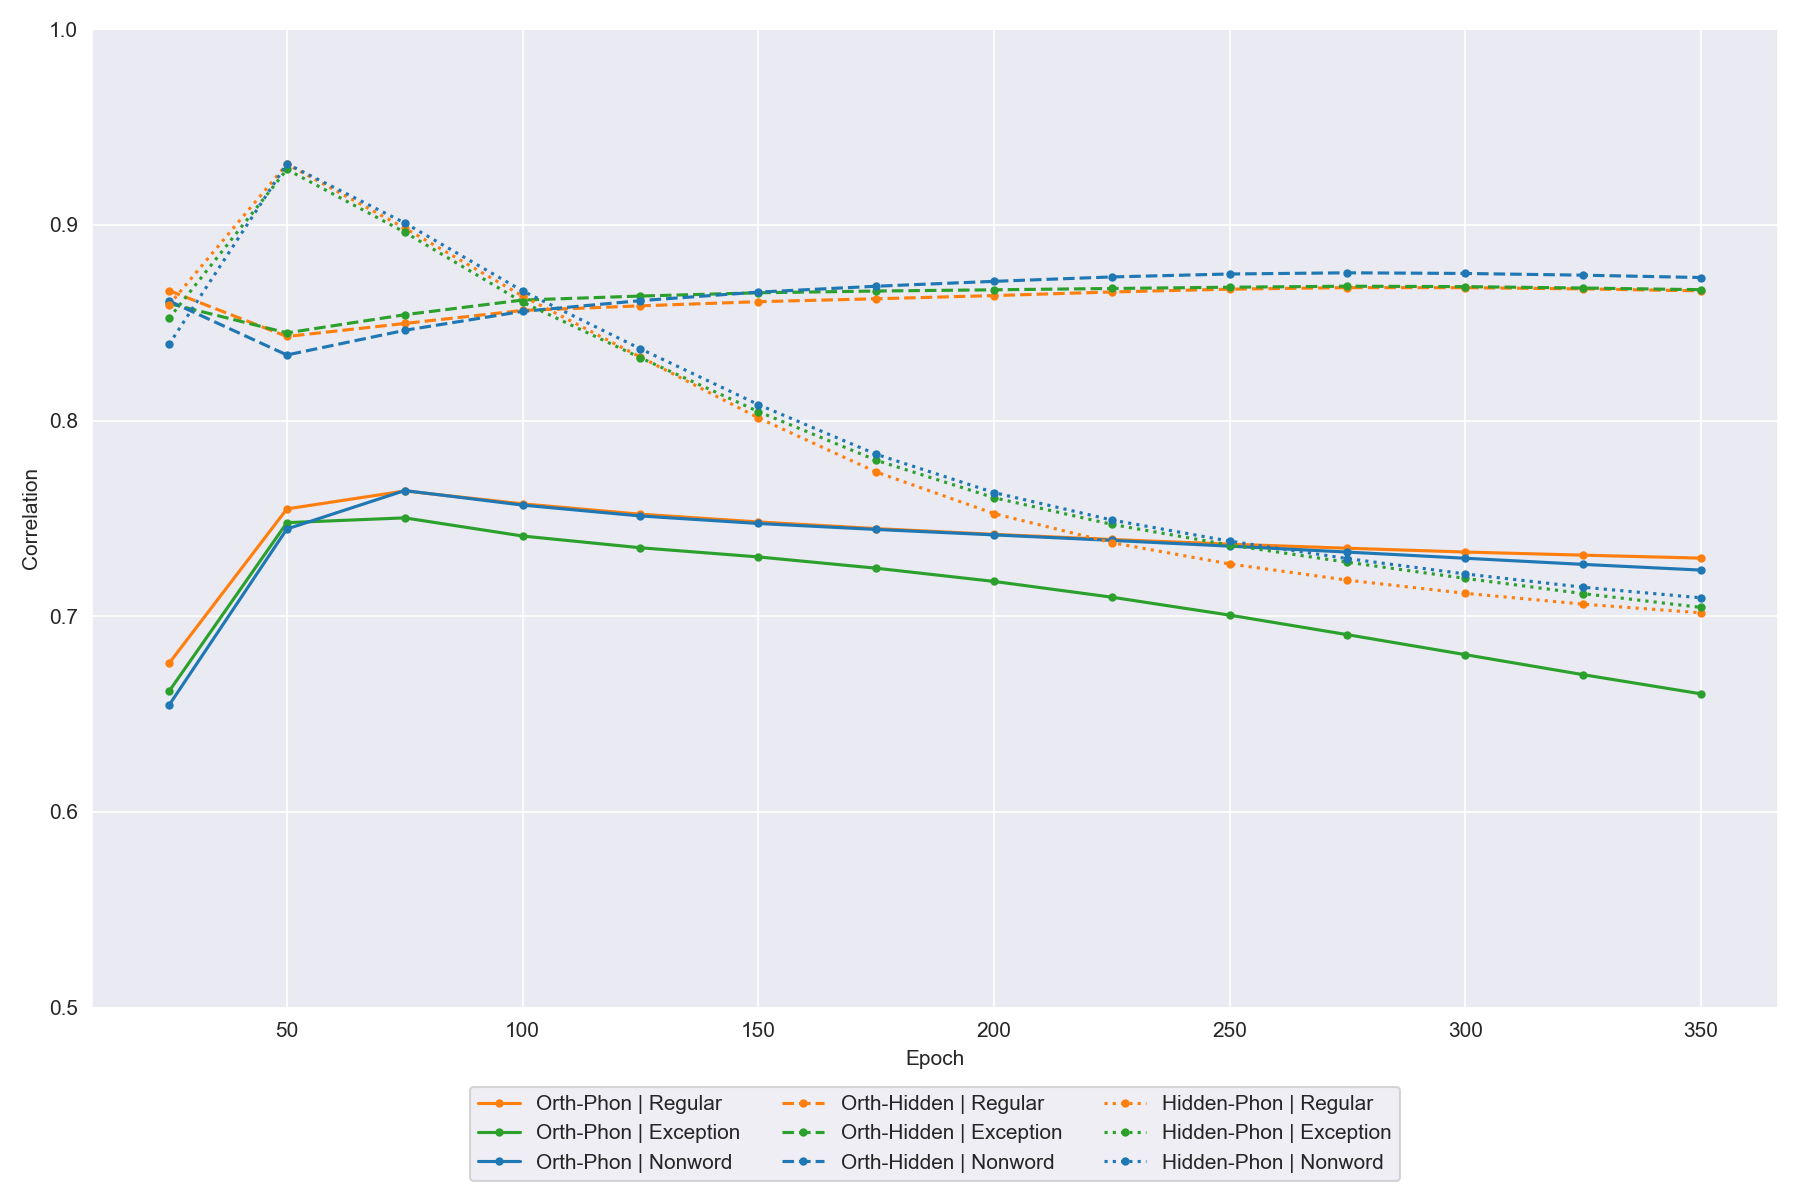 1.0
0.9
0.8
0.7
0.6
0.5
Correlation
50 100 150 200 250 300 350
Epoch
Orth-Phon | Regular Orth-Hidden | Regular Hidden-Phon | Regular
Orth-Phon | Exception Orth-Hidden | Exception Hidden-Phon | Exception
Orth-Phon | Nonword Orth-Hidden | Nonword Hidden-Phon | Nonword